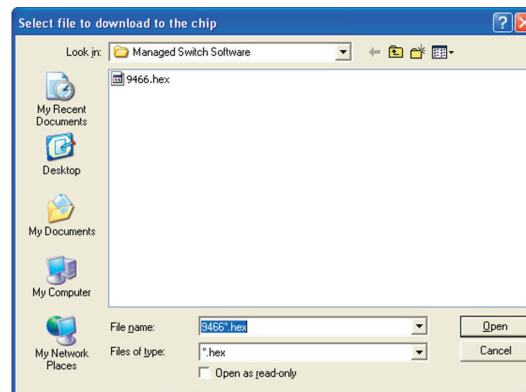 Select file to download to the chip
Look in: Managed Switch Software
9466.hex
My Recent
Documents
Desktop
My Documents
My Computer
My Network
Places
File name: 9466*.hex Open
Files of type: *.hex Cancel
Open as read-only